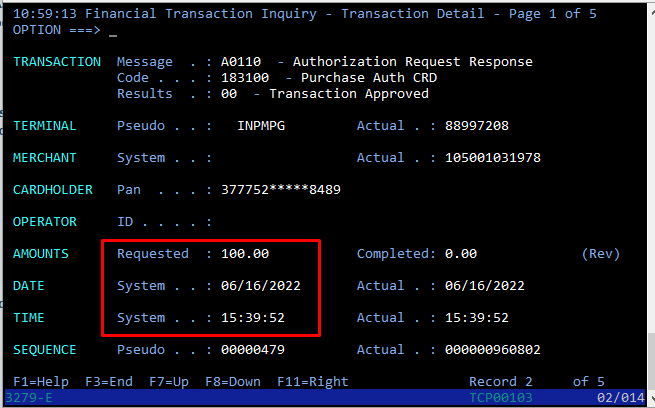 10:59:13 Financial Transaction Inquiry - Transaction Detail - Page 1 of 5
OPTION ===> _
TRANSACTION Message . : A0110 - Authorization Request Response
Code . . . : 183100 - Purchase Auth CRD
Results . : 00 - Transaction Approved
TERMINAL Pseudo . . : INPMPG Actual . : 88997208
MERCHANT System . . : Actual . : 105001031978
CARDHOLDER Pan . . . : 377752*****8489
OPERATOR ID . . . . :
AMOUNTS Requested : 100.00 Completed: 0.00 (Rev)
DATE System . . : 06/16/2022 Actual . : 06/16/2022
TIME System . . : 15:39:52 Actual . : 15:39:52
SEQUENCE Pseudo . . : 00000479 Actual . : 000000960802
F1=Help F3=End F7=Up F8=Down F11=Right Record 2 of 5
3279-E TCP00103 02/014